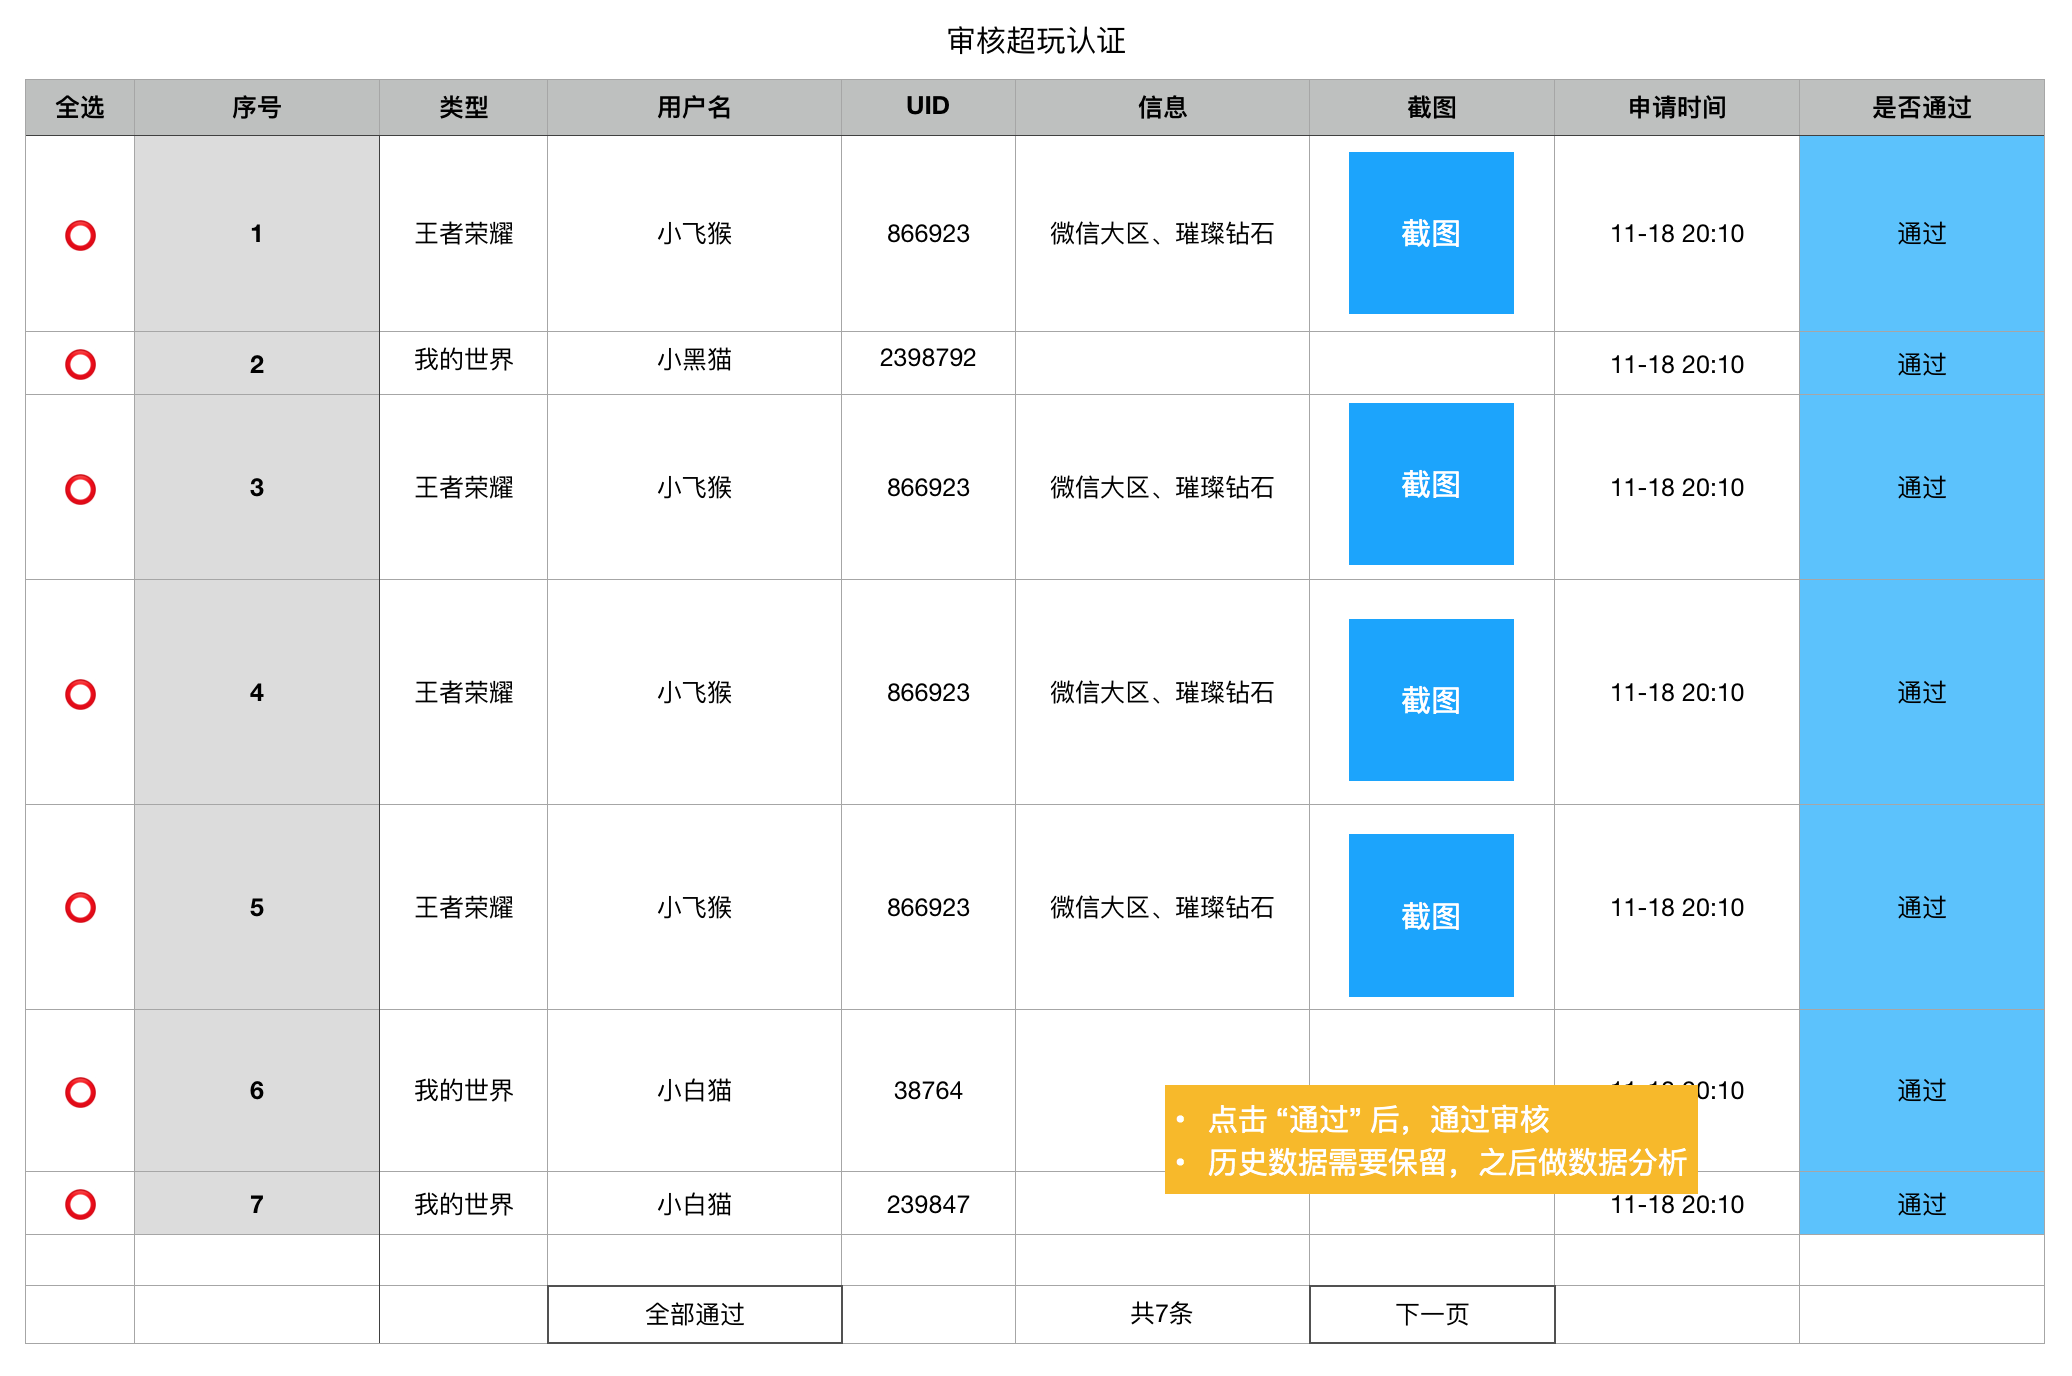 审核超玩认证
全选 序号 类型 用户名 UID 信息 截图 申请时间 是否通过
1 王者荣耀 小飞猴 866923 微信大区、璀璨钻石 截图 11-18 20:10 通过
2 我的世界 小黑猫 2398792 11-18 20:10 通过
3 王者荣耀 小飞猴 866923 微信大区、璀璨钻石 截图 11-18 20:10 通过
4 王者荣耀 小飞猴 866923 微信大区、璀璨钻石 截图 11-18 20:10 通过
5 王者荣耀 小飞猴 866923 微信大区、璀璨钻石 截图 11-18 20:10 通过
6 我的世界 小白猫 38764 通过
• 点击 “通过” 后，通过审核
• 历史数据需要保留，之后做数据分析
7 我的世界 小白猫 239847 11-18 20:10 通过
全部通过 共7条 下一页